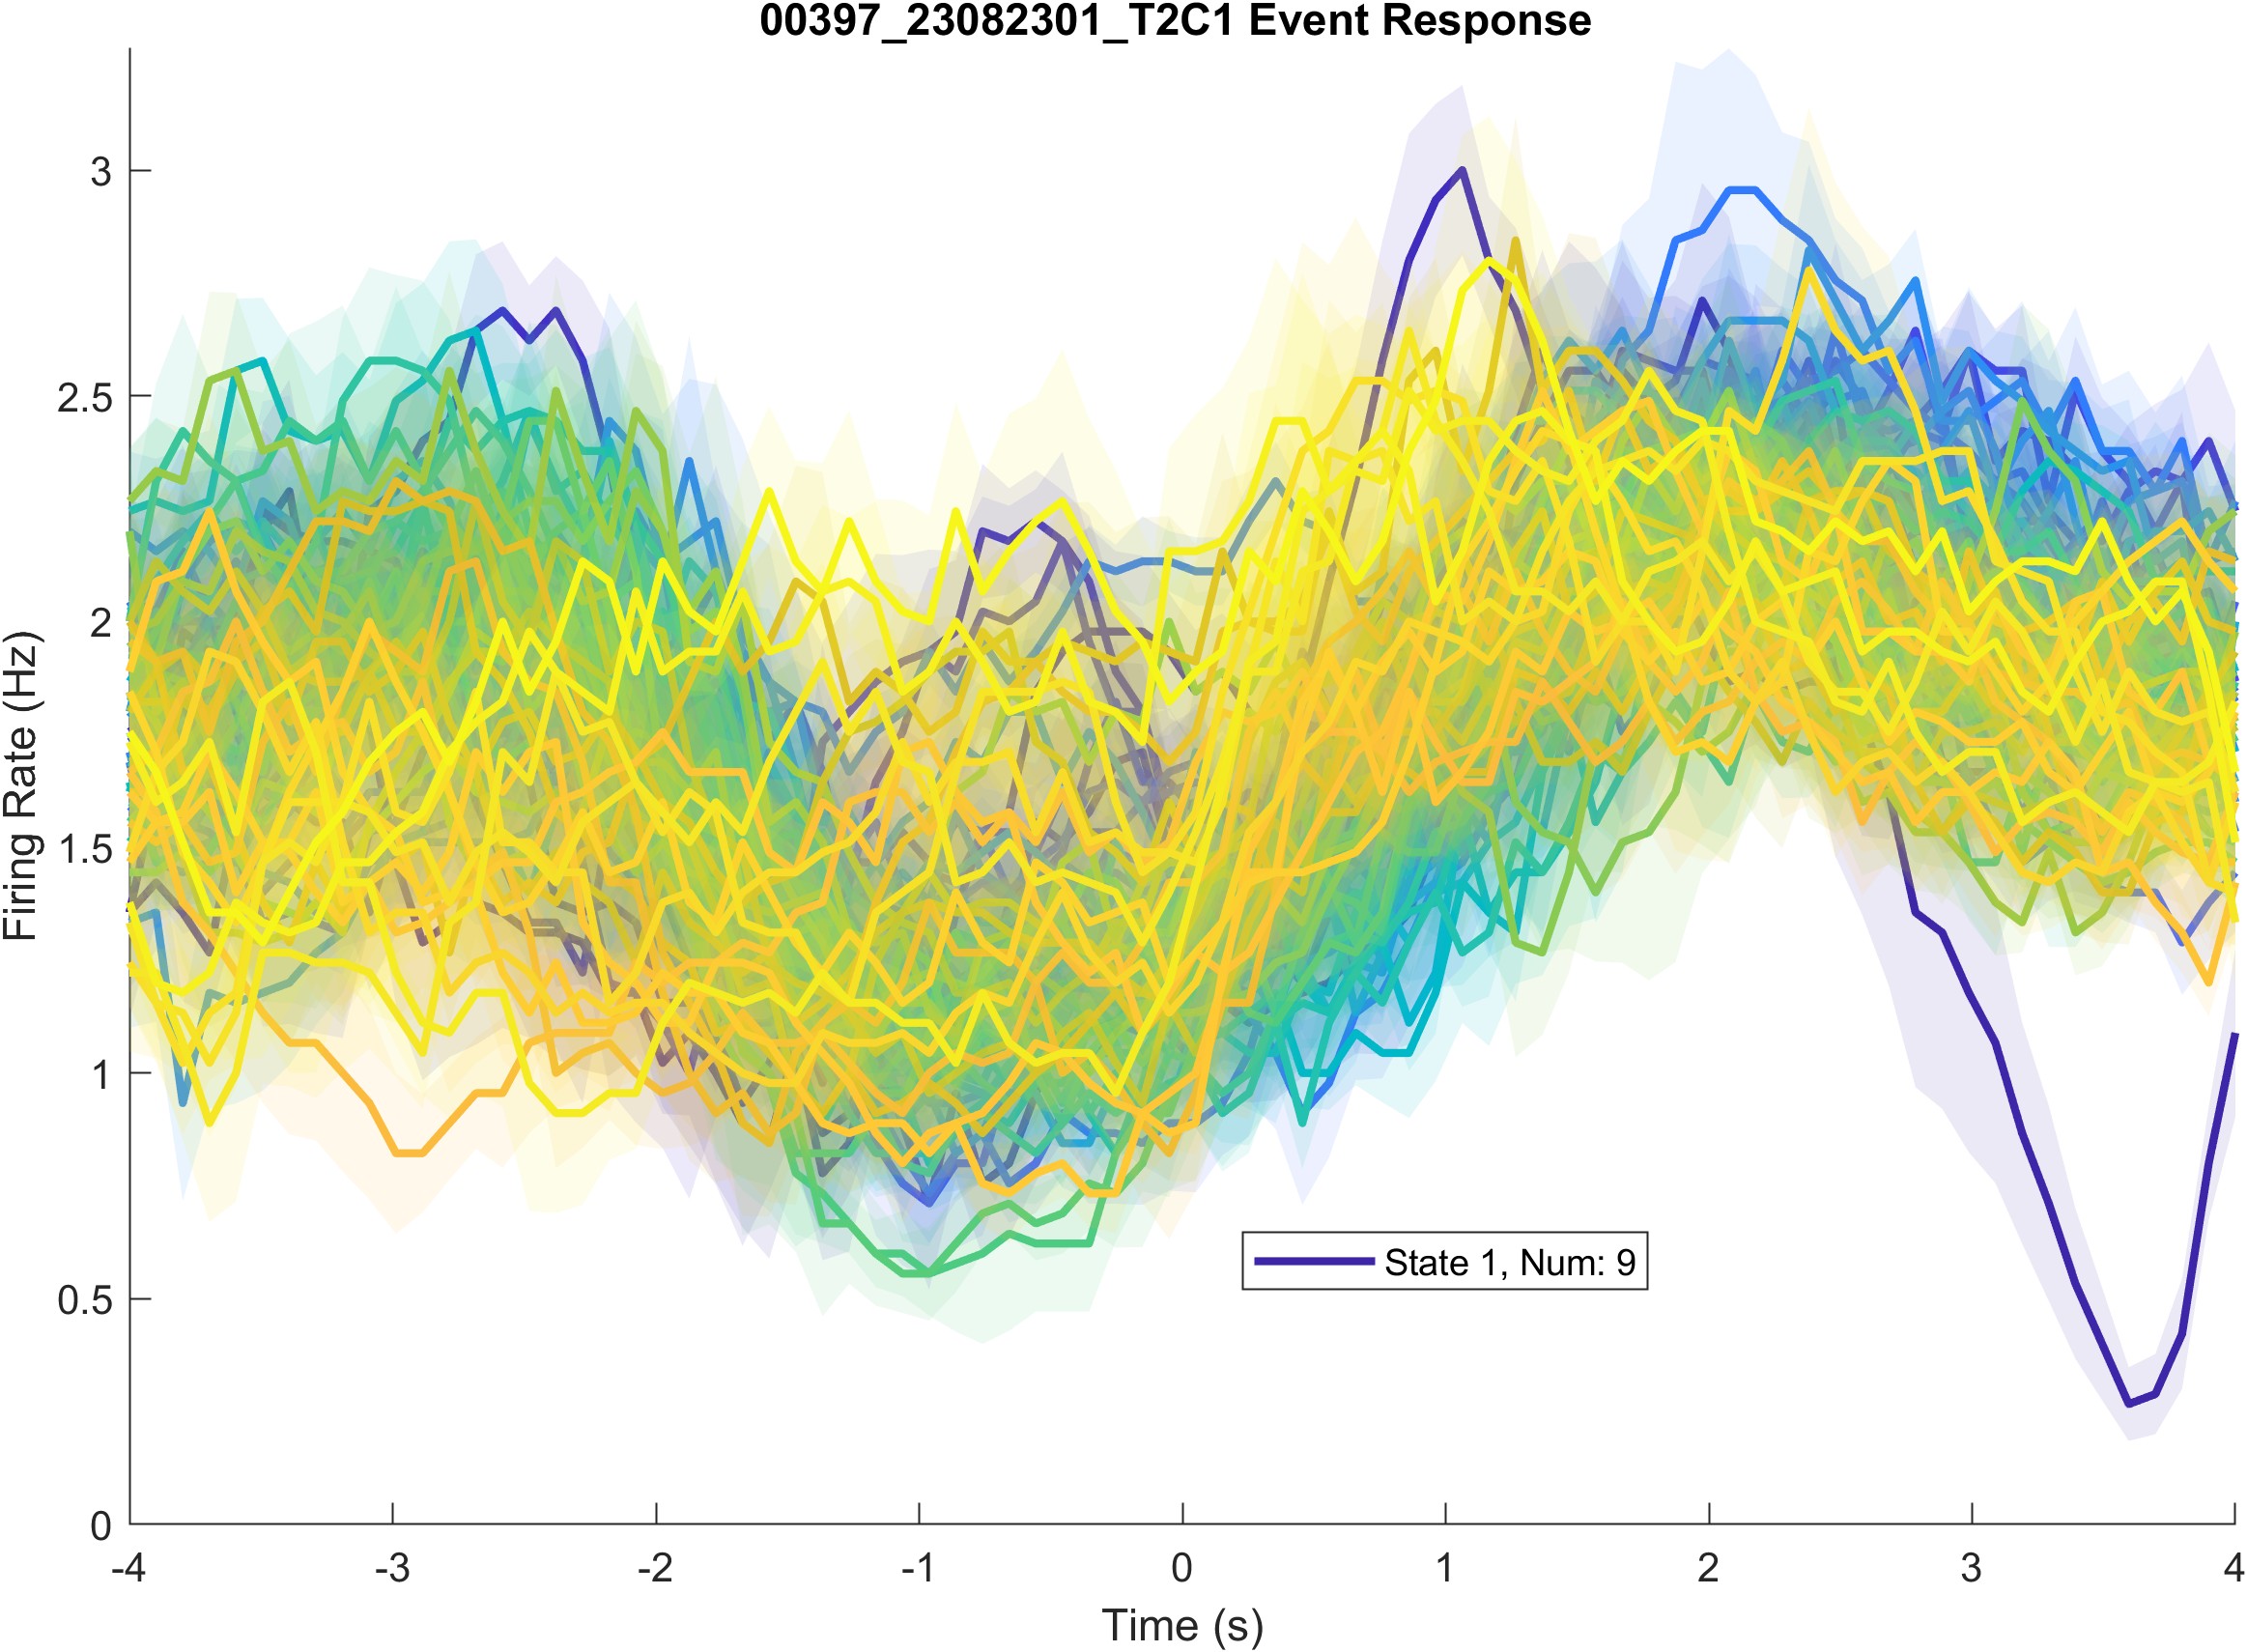 00397_23082301_T2C1 Event Response
Firing Rate (Hz)
3
2.5
2
1.5
1
0.5
0
State 1, Num: 9
-4 -3 -2 -1 0 1 2 3 4
Time (s)